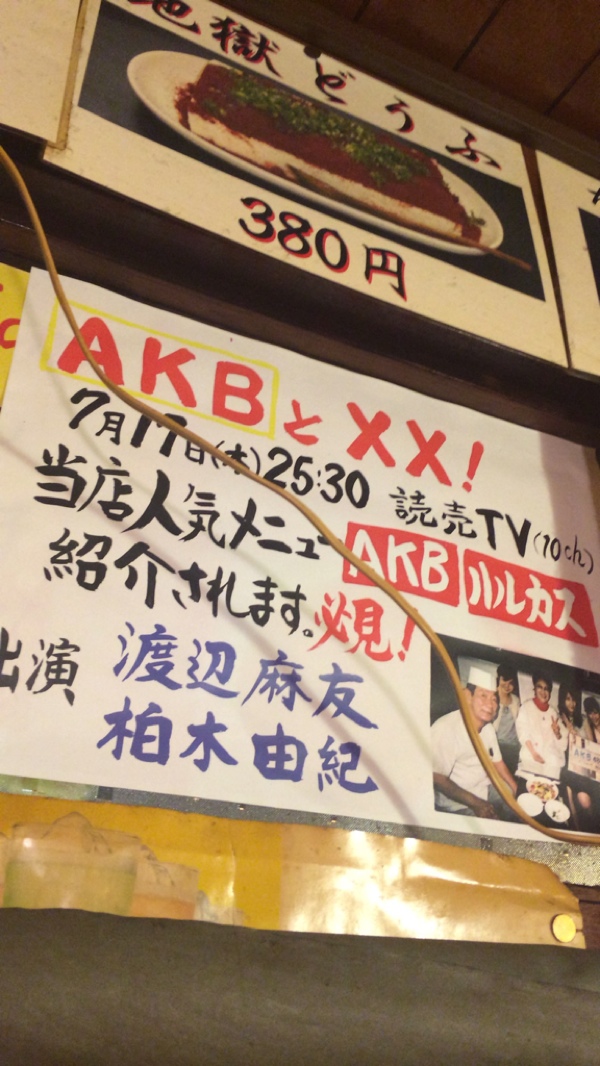 地獄どうふ
380円
AKBとXX!
7月17日(木)25:30 読売TV(10ch)
当店人気メニューAKBルルカス
紹介されます。必見!
出演 渡辺麻友
柏木由紀